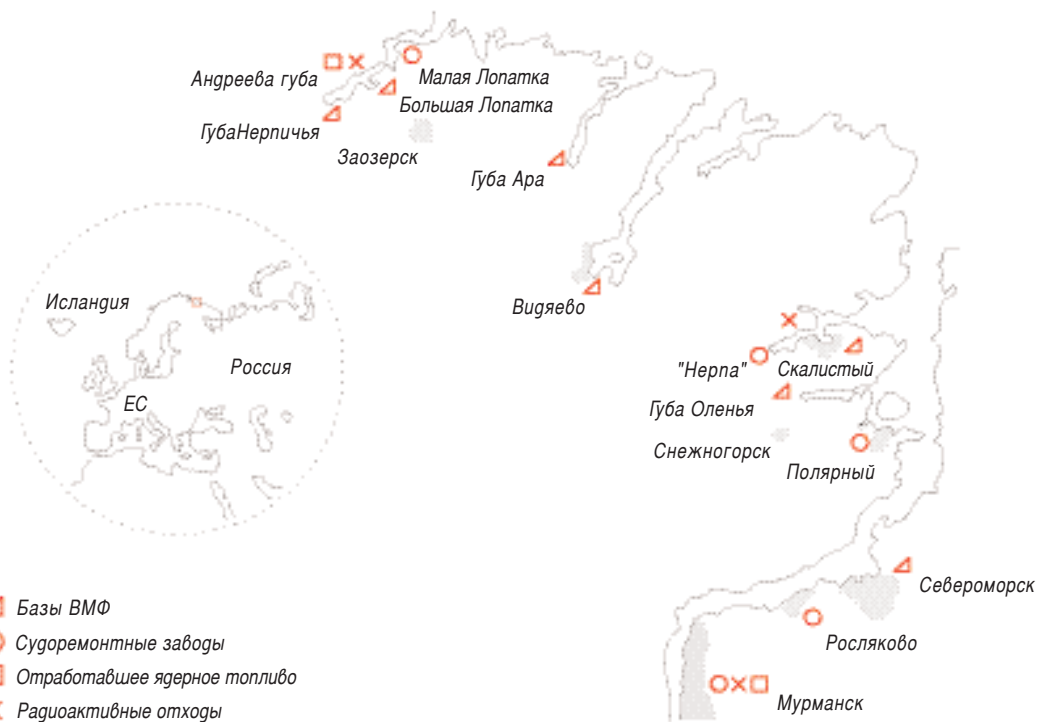 Андреева губа
Малая Лопатка
Большая Лопатка
ГубаНерпичья
Заозерск
Губа Ара
Видяево
Исландия
Россия
ЕС
"Нерпа"
Скалистый
Губа Оленья
Снежногорск
Полярный
Североморск
Росляково
Мурманск
Базы ВМФ
Судоремонтные заводы
Отработавшее ядерное топливо
Радиоактивные отходы